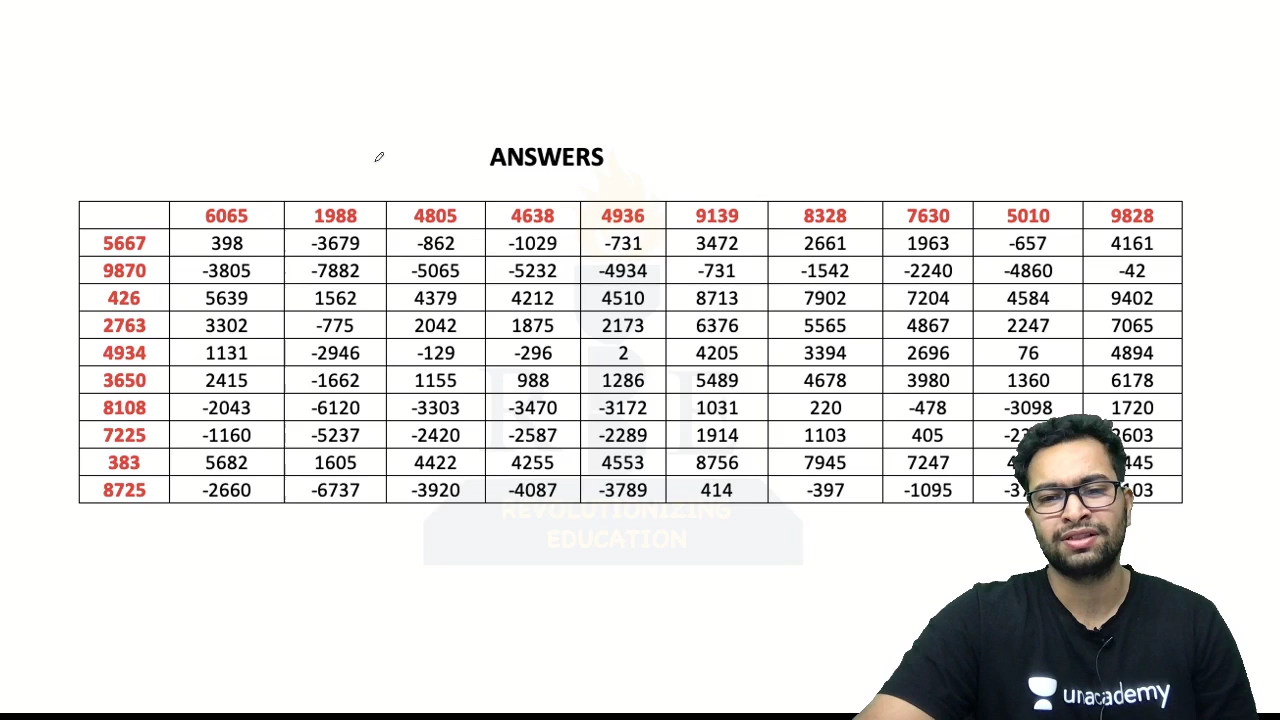 ANSWERS
6065 1988 4805 4638 4936 9139 8328 7630 5010 9828
5667 398 -3679 -862 -1029 -731 3472 2661 1963 -657 4161
9870 -3805 -7882 -5065 -5232 -4934 -731 -1542 -2240 -4860 -42
426 5639 1562 4379 4212 4510 8713 7902 7204 4584 9402
2763 3302 -775 2042 1875 2173 6376 5565 4867 2247 7065
4934 1131 -2946 -129 -296 2 4205 3394 2696 76 4894
3650 2415 -1662 1155 988 1286 5489 4678 3980 1360 6178
8108 -2043 -6120 -3303 -3470 -3172 1031 220 -478 -3098 1720
7225 -1160 -5237 -2420 -2587 -2289 1914 1103 405
383 5682 1605 4422 4255 4553 8756 7945 7247
8725 -2660 -6737 -3920 -4087 -3789 414 -397 -1095
REVOLUTIONIZING
EDUCATION
unacademy